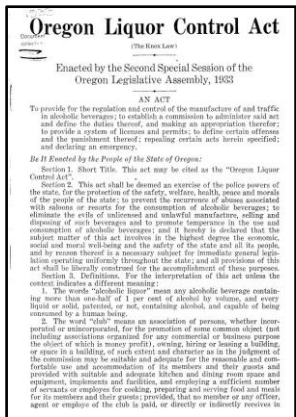 Oregon Liquor Control Act
(The Knox Law)
Enacted by the Second Special Session of the
Oregon Legislative Assembly, 1933
AN ACT
To provide for the regulation and control of the manufacture of and traffic
in alcoholic beverages; to establish a commission to administer said act
and define the duties thereof, and making an appropriation therefor;
to provide a system of licenses and permits; to define certain offenses
and the punishment thereof; repealing certain acts herein specified;
and declaring an emergency.
Be It Enacted by the People of the State of Oregon:
Section 1. Short Title. This act may be cited as the "Oregon Liquor
Control Act".
Section 2. This act shall be deemed an exercise of the police powers of
the state, for the protection of the safety, welfare, health, peace and morals
of the people of the state; to prevent the recurrence of abuses associated
with saloons or resorts for the consumption of alcoholic beverages; to
eliminate the evils of unlicensed and unlawful manufacture, selling and
disposing of such beverages and to promote temperance in the use and
consumption of alcoholic beverages; and it hereby is declared that the
subject matter of this act involves in the highest degree the economic,
social and moral well-being and the safety of the state and all its people,
and by reason thereof is a necessary subject for immediate general legis-
lation operating uniformly throughout the state; and all provisions of this
act shall be liberally construed for the accomplishment of these purposes.
Section 3. Definitions. For the interpretation of this act unless the
context indicates a different meaning:
1. The words "alcoholic liquor" mean any alcoholic beverage contain-
ing more than one-half of 1 per cent of alcohol by volume, and every
liquid or solid, patented, or not, containing alcohol, and capable of being
consumed by a human being.
2. The word "club" means an association of persons, whether incor-
porated or unincorporated, for the promotion of some common object (not
including associations organized for any commercial or business purpose
the object of which is money profit), owning, hiring or leasing a building,
or space in a building, of such extent and character as in the judgment of
the commission may be suitable and adequate for the reasonable and com-
fortable use and accommodation of its members and their guests and
provided with suitable and adequate kitchen and dining room space and
equipment, implements and facilities, and employing a sufficient number
of servants or employes for cooking, preparing and serving food and meals
for its members and their guests; provided, that no member or any officer,
agent or employe of the club is paid, or directly or indirectly receives in